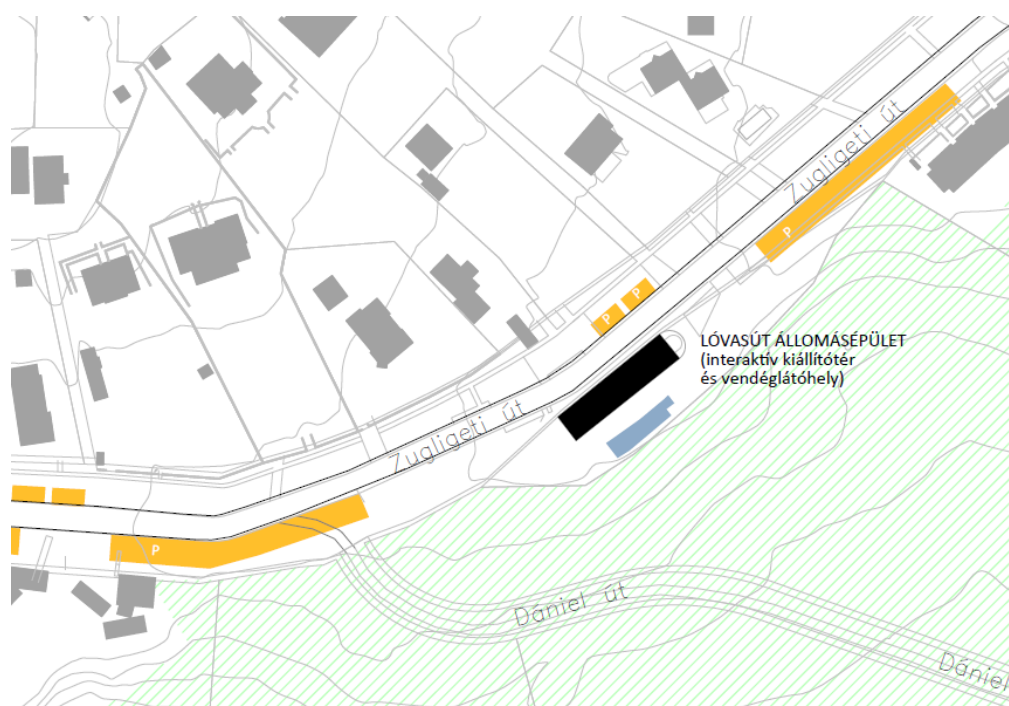 Zugligeti út
P
P
P
LÓVASÚT ÁLLOMÁSÉPÜLET
(interaktív kiállítótér
és vendéglátóhely)
Zugligeti út
P
Dániel út
Dániel